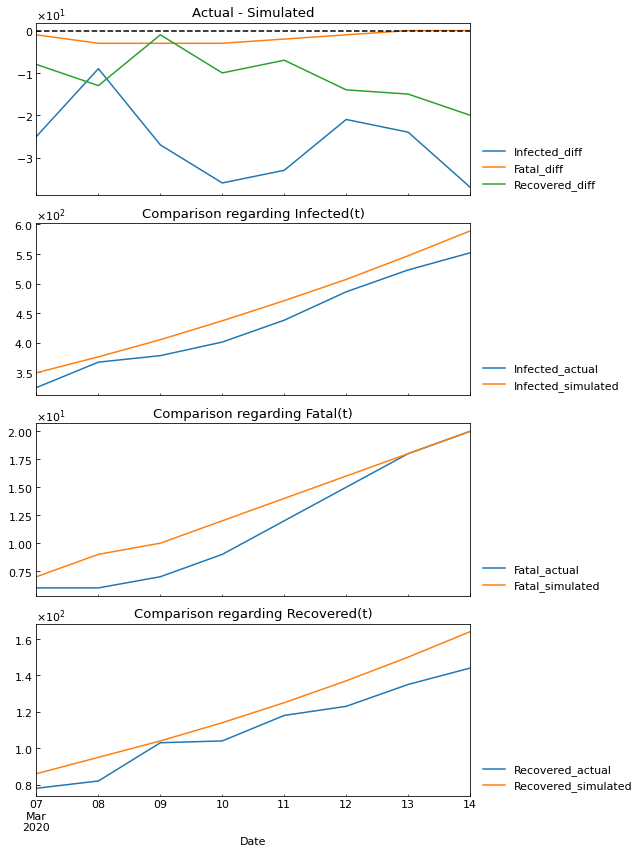 Actual - Simulated
×10¹
0
−1
−2
−3
Infected_diff
Fatal_diff
Recovered_diff
Comparison regarding Infected(t)
×10²
6.0
5.5
5.0
4.5
4.0
3.5
Infected_actual
Infected_simulated
Comparison regarding Fatal(t)
×10¹
2.00
1.75
1.50
1.25
1.00
0.75
Fatal_actual
Fatal_simulated
Comparison regarding Recovered(t)
×10²
1.6
1.4
1.2
1.0
0.8
Recovered_actual
Recovered_simulated
07 08 09 10 11 12 13 14
Mar
2020
Date